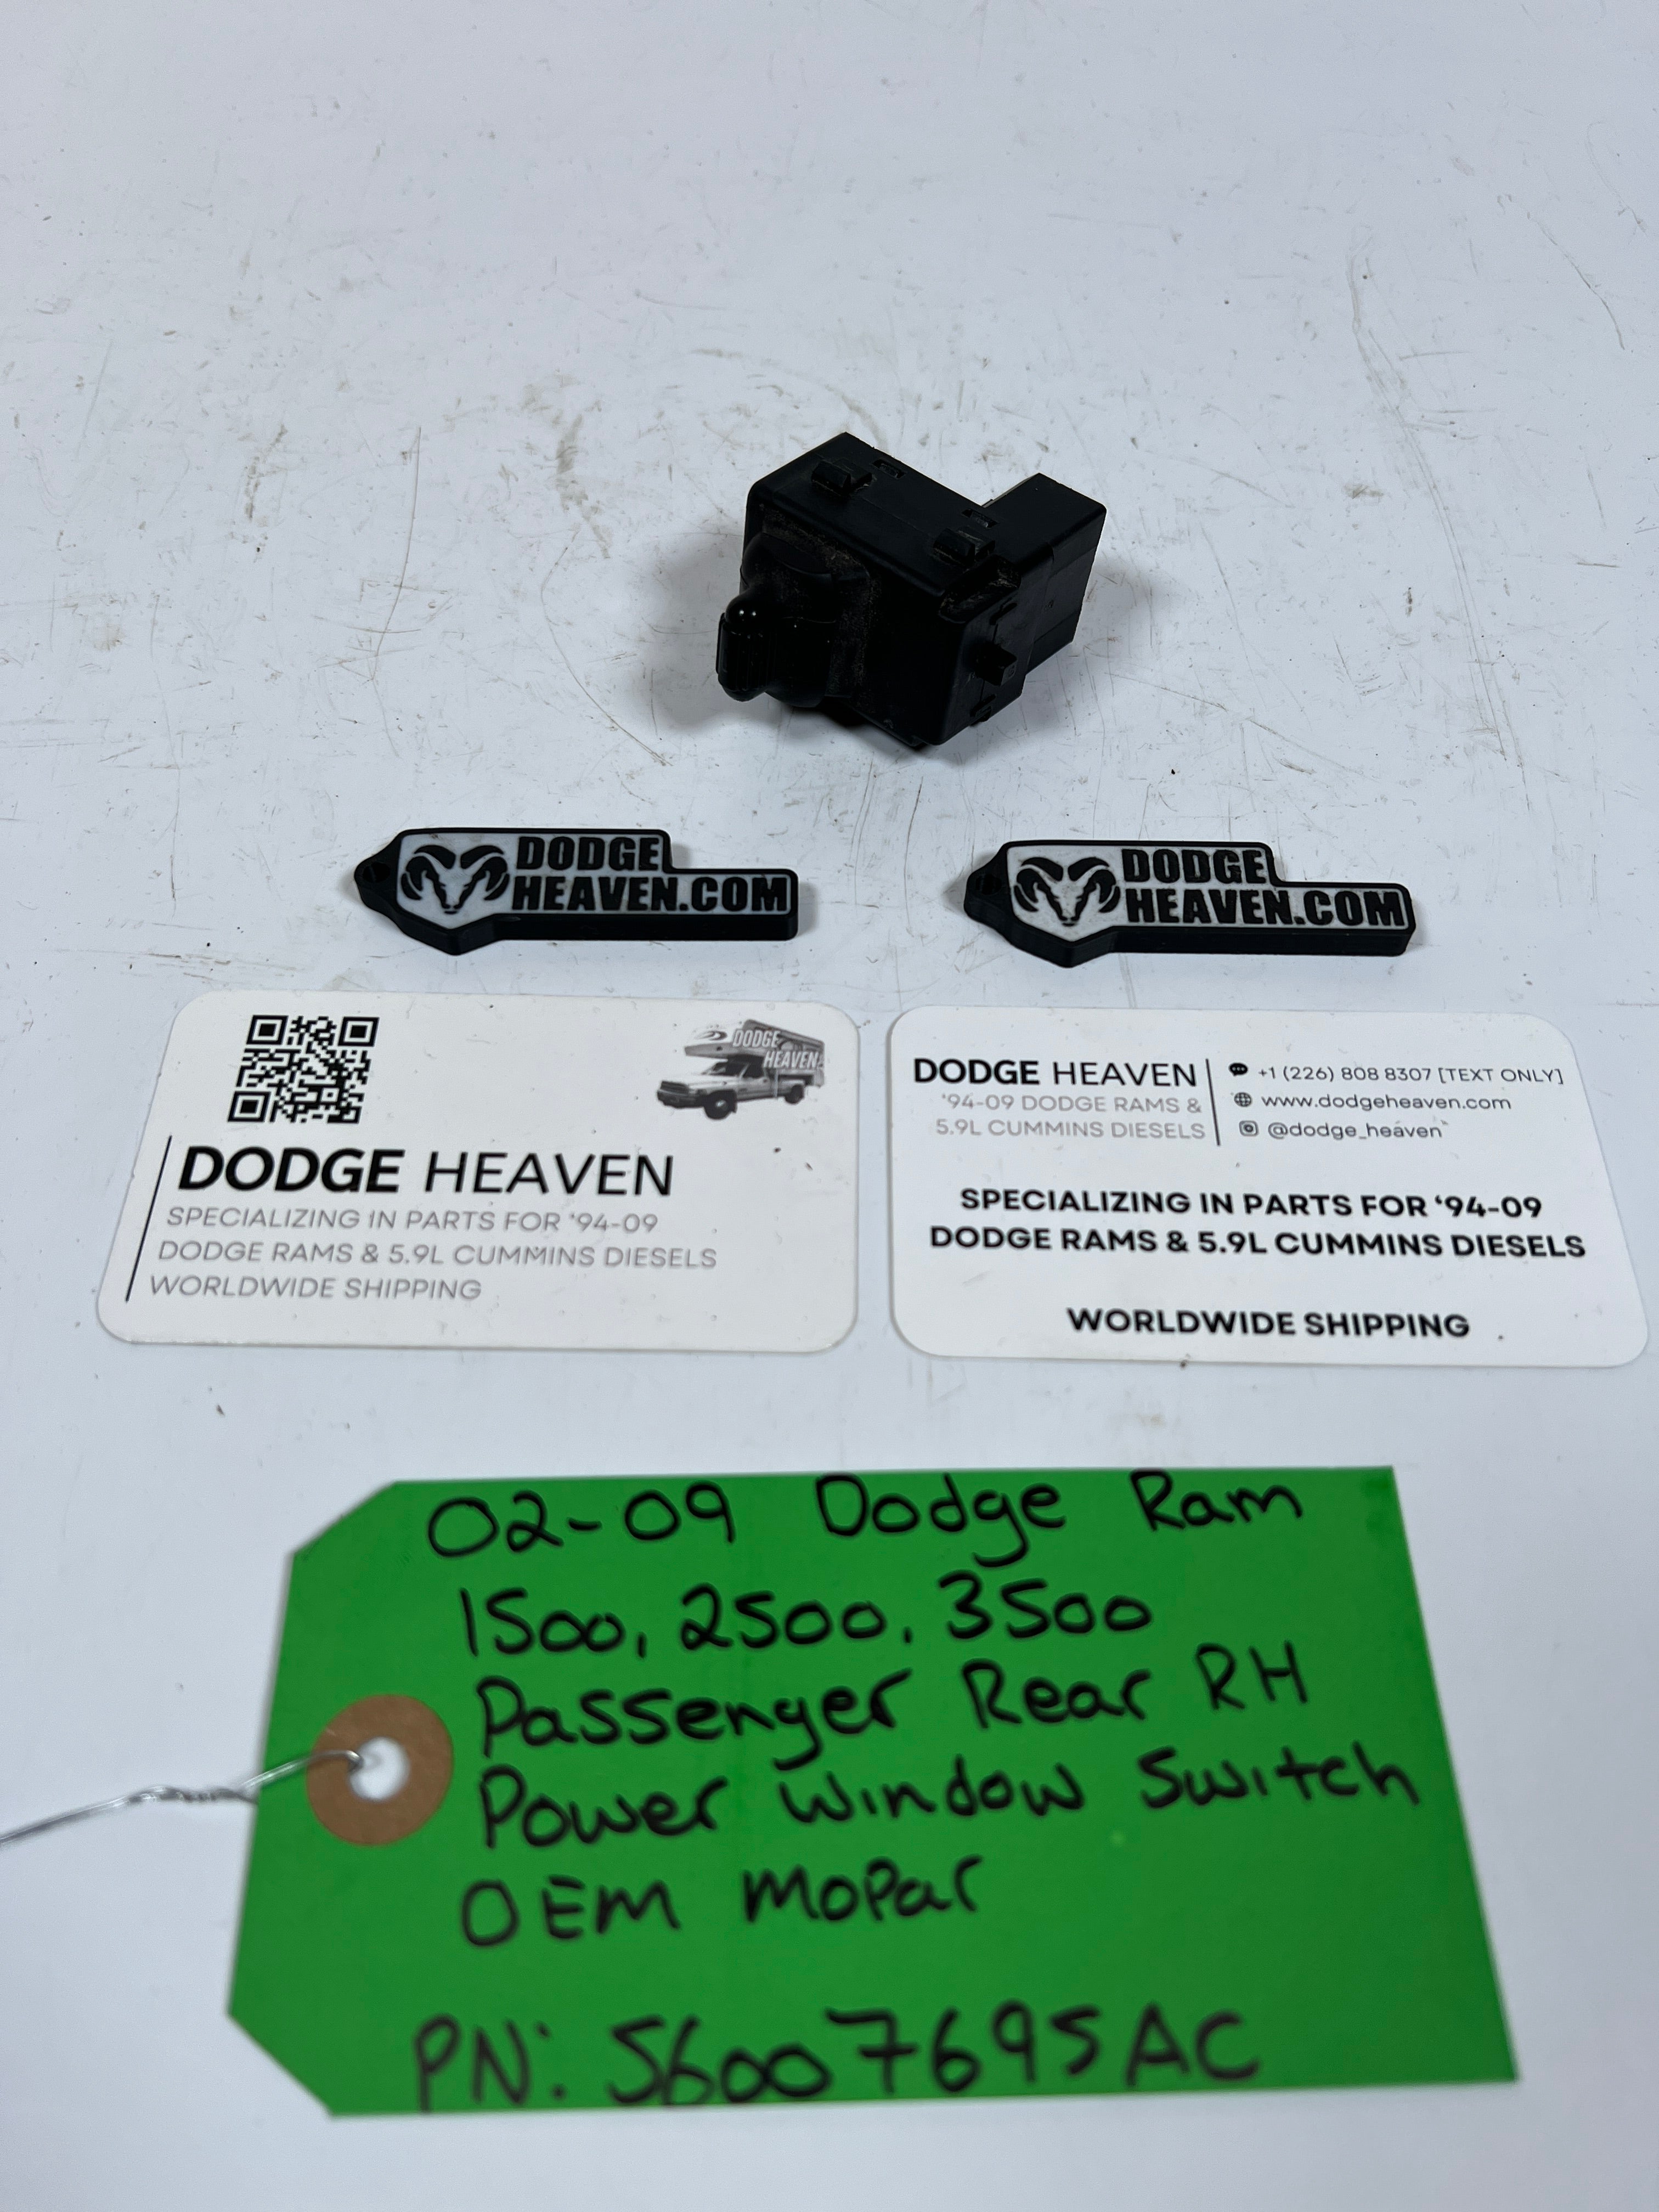 DODGE
HEAVEN.COM
DODGE
HEAVEN.COM
DODGE
HEAVEN
DODGE HEAVEN
SPECIALIZING IN PARTS FOR '94-09
DODGE RAMS & 5.9L CUMMINS DIESELS
WORLDWIDE SHIPPING
DODGE HEAVEN
'94-09 DODGE RAMS &
5.9L CUMMINS DIESELS
+1 (226) 808 8307 [TEXT ONLY]
www.dodgeheaven.com
@dodge_heaven
SPECIALIZING IN PARTS FOR '94-09
DODGE RAMS & 5.9L CUMMINS DIESELS
WORLDWIDE SHIPPING
02-09 Dodge Ram
1500, 2500, 3500
Passenger Rear RH
Power Window Switch
OEM Mopar
PN: 56007695AC